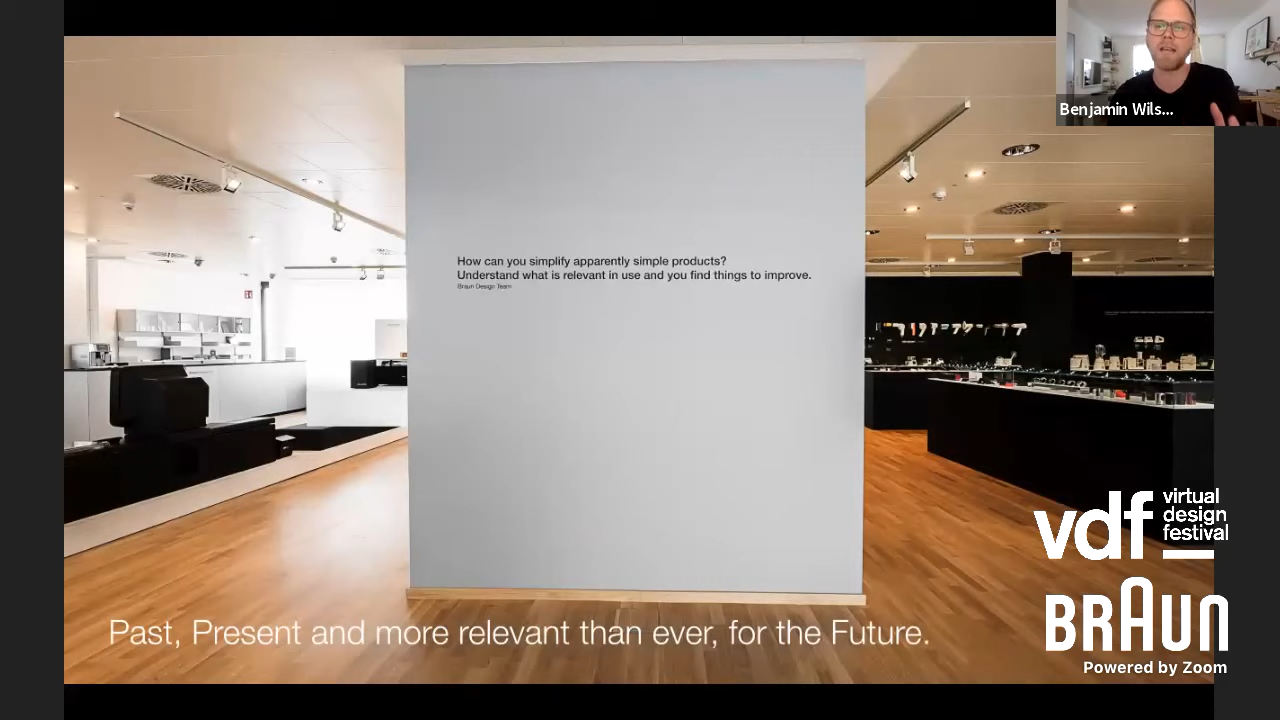 Benjamin Wils...
How can you simplify apparently simple products?
Understand what is relevant in use and you find things to improve.
Braun Design Team
vdf virtual
design
festival
BRAUN
Past, Present and more relevant than ever, for the Future.
Powered by Zoom